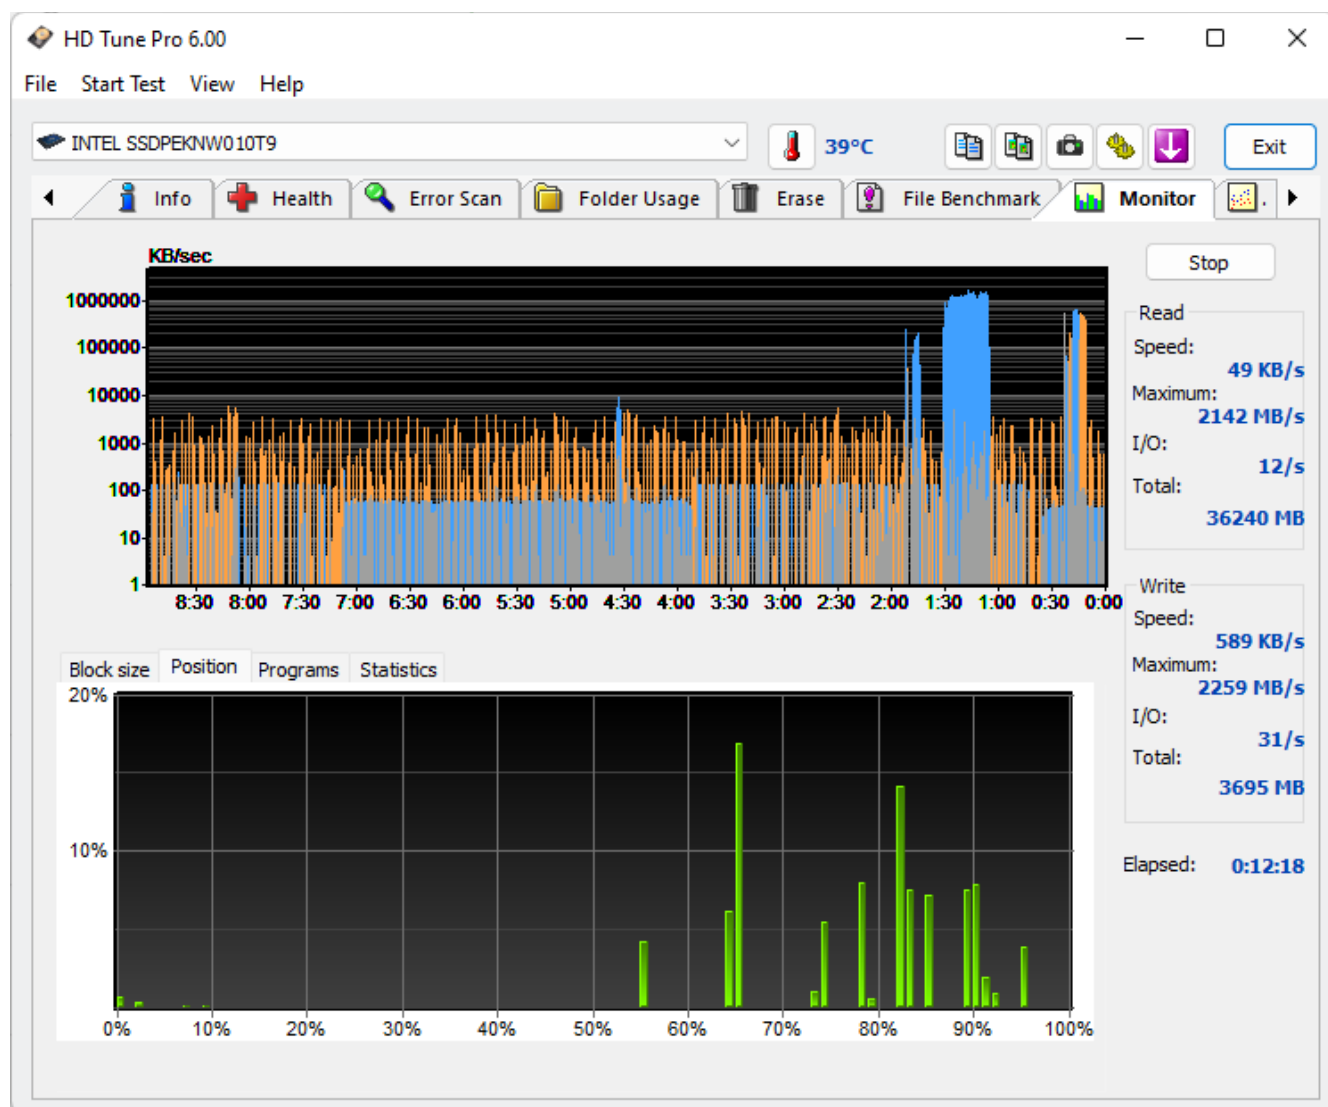 HD Tune Pro 6.00
File Start Test View Help
INTEL SSDPEKNW010T9
39°C
Exit
Info Health Error Scan Folder Usage Erase File Benchmark Monitor .
KB/sec
1000000
100000
10000
1000
100
10
1
8:30 8:00 7:30 7:00 6:30 6:00 5:30 5:00 4:30 4:00 3:30 3:00 2:30 2:00 1:30 1:00 0:30 0:00
Stop
Read
Speed:
49 KB/s
Maximum:
2142 MB/s
I/O:
12/s
Total:
36240 MB
Write
Speed:
589 KB/s
Maximum:
2259 MB/s
I/O:
31/s
Total:
3695 MB
Elapsed: 0:12:18
Block size Position Programs Statistics
20%
10%
0% 10% 20% 30% 40% 50% 60% 70% 80% 90% 100%